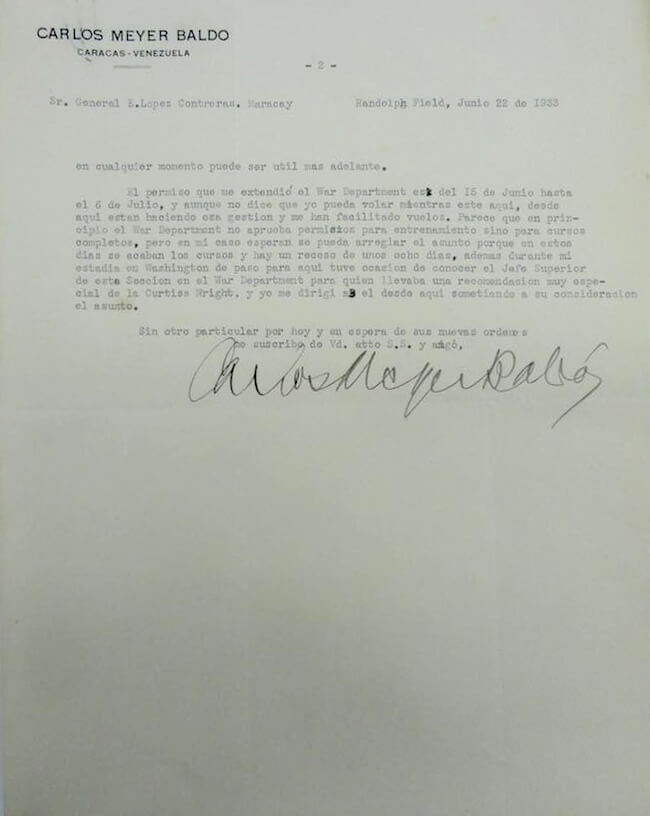 CARLOS MEYER BALDO
CARACAS-VENEZUELA
- 2 -
Sr. General E.Lopez Contreras. Maracay Randolph Field, Junio 22 de 1933
en cualquier momento puede ser util mas adelante.
El permiso que me extendió el War Department est del 15 de Junio hasta
el 6 de Julio, y aunque no dice que yo pueda volar mientras este aqui, desde
aqui estan haciendo esa gestion y me han facilitado vuelos. Parece que en prin-
cipio el War Department no aprueba permisios para entrenamiento sino para cursos
completos, pero en mi caso esperan se pueda arreglar el asunto porque en estos
dias se acaban los cursos y hay un receso de unos ocho dias, ademas durante mi
estadia en Washington de paso para aqui tuve ocasion de conocer el Jefe Superior
de esta Seccion en el War Department para quien llevaba una recomendacion muy espe-
cial de la Curtiss Wright, y yo me dirigi a el desde aqui sometiendo a su consideracion
el asunto.
Sin otro particular por hoy y en espera de sus nuevas ordenes
me suscribo de Vd. atto S.S. y amgo,
Carlos Meyer Baldó